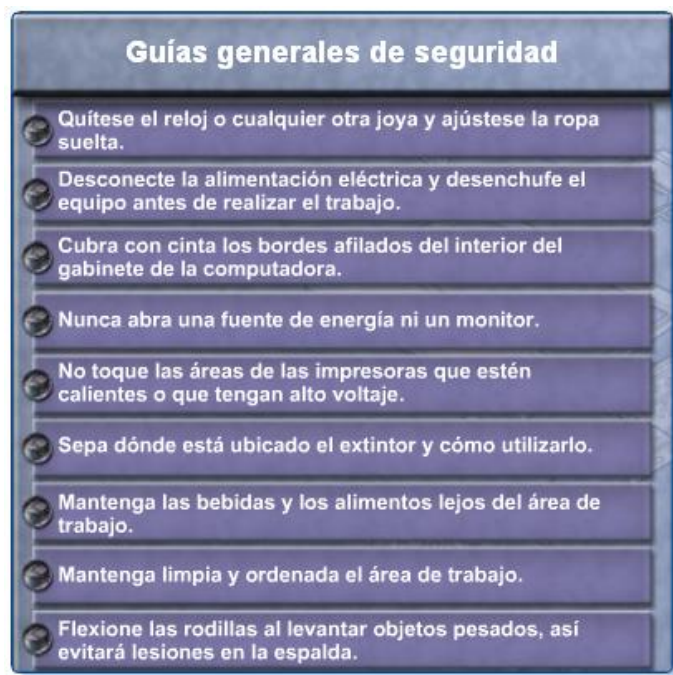 Guías generales de seguridad
Quítese el reloj o cualquier otra joya y ajústese la ropa
suelta.
Desconecte la alimentación eléctrica y desenchufe el
equipo antes de realizar el trabajo.
Cubra con cinta los bordes afilados del interior del
gabinete de la computadora.
Nunca abra una fuente de energía ni un monitor.
No toque las áreas de las impresoras que estén
calientes o que tengan alto voltaje.
Sepa dónde está ubicado el extintor y cómo utilizarlo.
Mantenga las bebidas y los alimentos lejos del área de
trabajo.
Mantenga limpia y ordenada el área de trabajo.
Flexione las rodillas al levantar objetos pesados, así
evitará lesiones en la espalda.